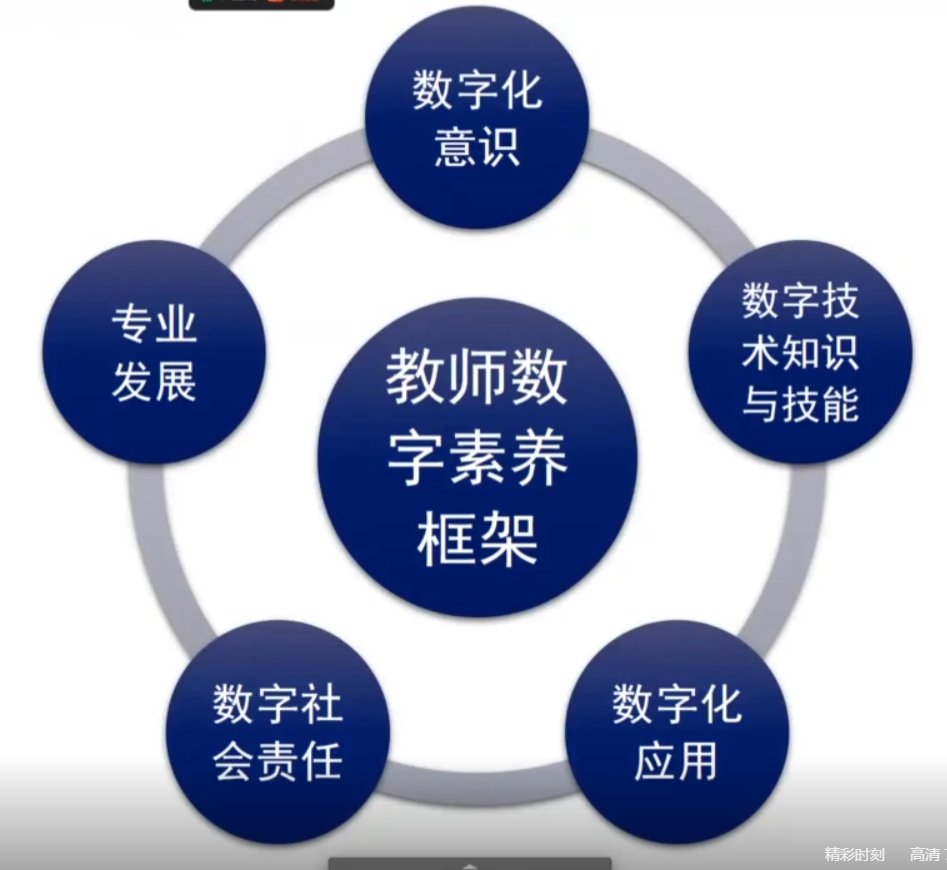 数字化
意识
专业
发展
数字技
术知识
与技能
教师数
字素养
框架
数字社
会责任
数字化
应用
精彩时刻
高清